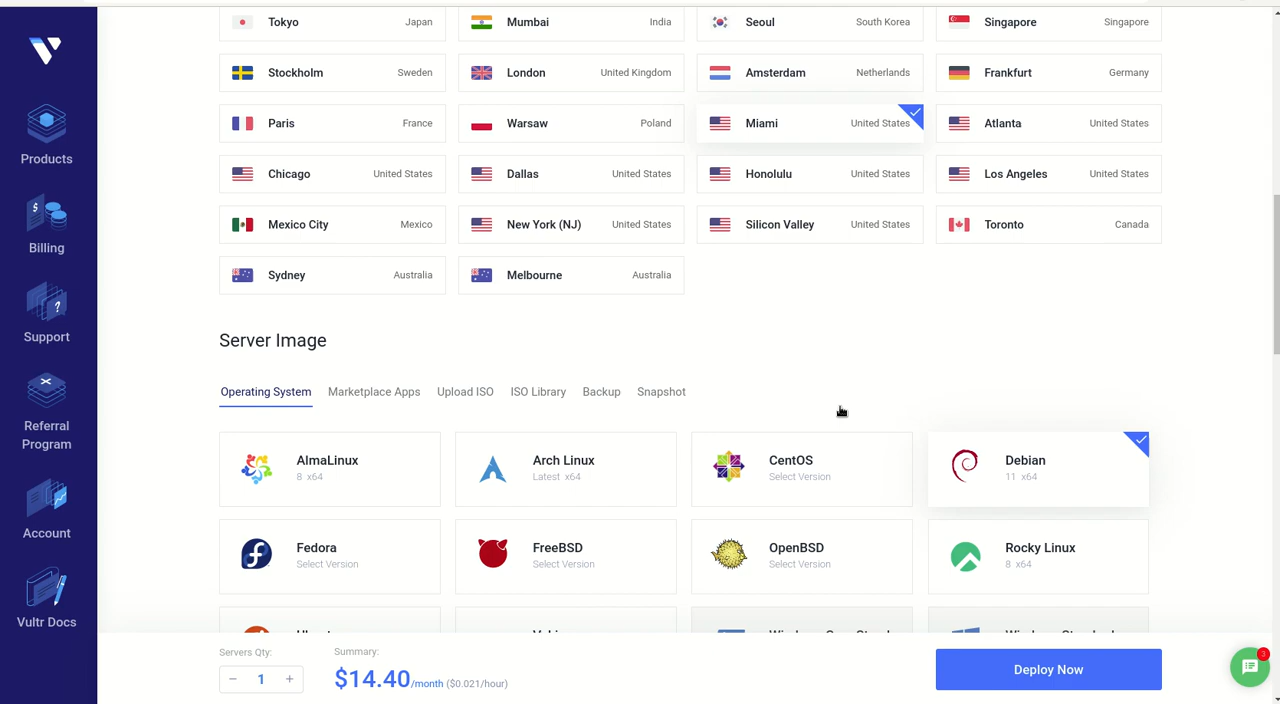 Tokyo Japan
Mumbai India
Seoul South Korea
Singapore Singapore
Stockholm Sweden
London United Kingdom
Amsterdam Netherlands
Frankfurt Germany
Paris France
Warsaw Poland
Miami United States
Atlanta United States
Chicago United States
Dallas United States
Honolulu United States
Los Angeles United States
Mexico City Mexico
New York (NJ) United States
Silicon Valley United States
Toronto Canada
Sydney Australia
Melbourne Australia
Products
Billing
Support
Referral
Program
Account
Vultr Docs
Server Image
Operating System Marketplace Apps Upload ISO ISO Library Backup Snapshot
AlmaLinux
8 x64
Arch Linux
Latest x64
CentOS
Select Version
Debian
11 x64
Fedora
Select Version
FreeBSD
Select Version
OpenBSD
Select Version
Rocky Linux
8 x64
Servers Qty:
− 1 +
Summary:
$14.40/month ($0.021/hour)
Deploy Now
3